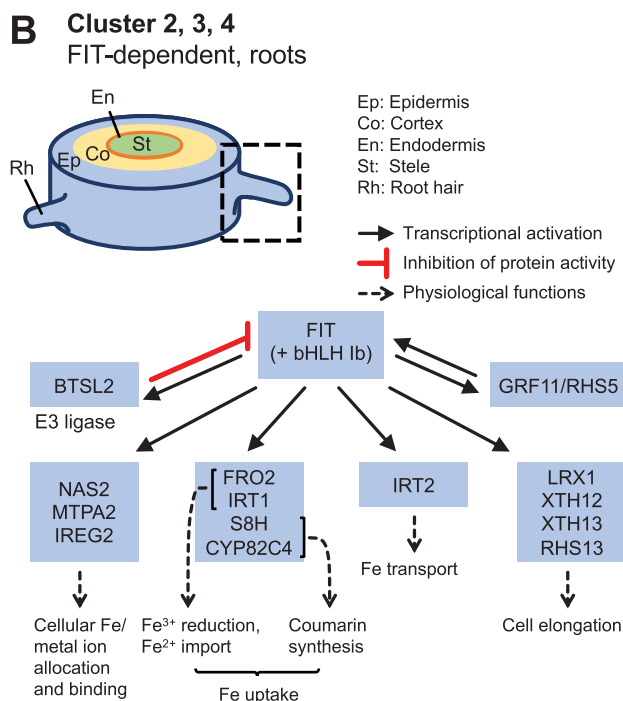 B
Cluster 2, 3, 4
FIT-dependent, roots
En
St
Co
Ep
Rh
Ep: Epidermis
Co: Cortex
En: Endodermis
St: Stele
Rh: Root hair
Transcriptional activation
Inhibition of protein activity
Physiological functions
FIT
(+ bHLH Ib)
BTSL2
E3 ligase
GRF11/RHS5
NAS2
MTPA2
IREG2
FRO2
IRT1
S8H
CYP82C4
IRT2
LRX1
XTH12
XTH13
RHS13
Cellular Fe/
metal ion
allocation
and binding
Fe³⁺ reduction,
Fe²⁺ import
Coumarin
synthesis
Fe uptake
Fe transport
Cell elongation